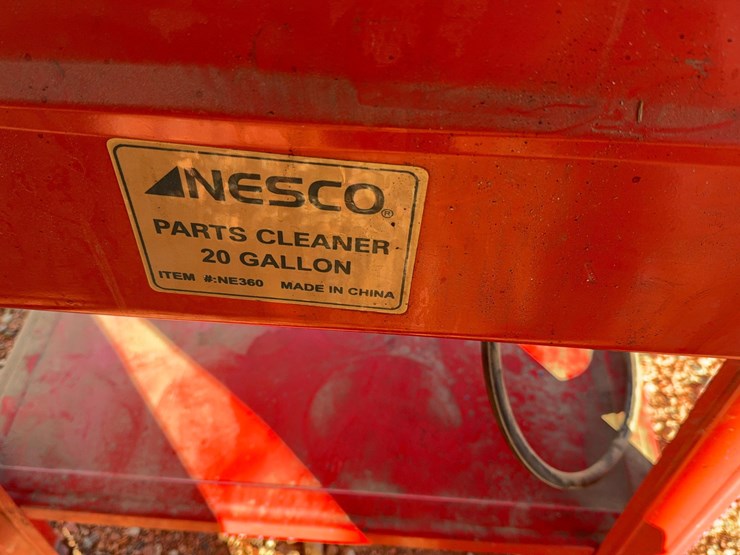 NESCO®
PARTS CLEANER
20 GALLON
ITEM #:NE360 MADE IN CHINA